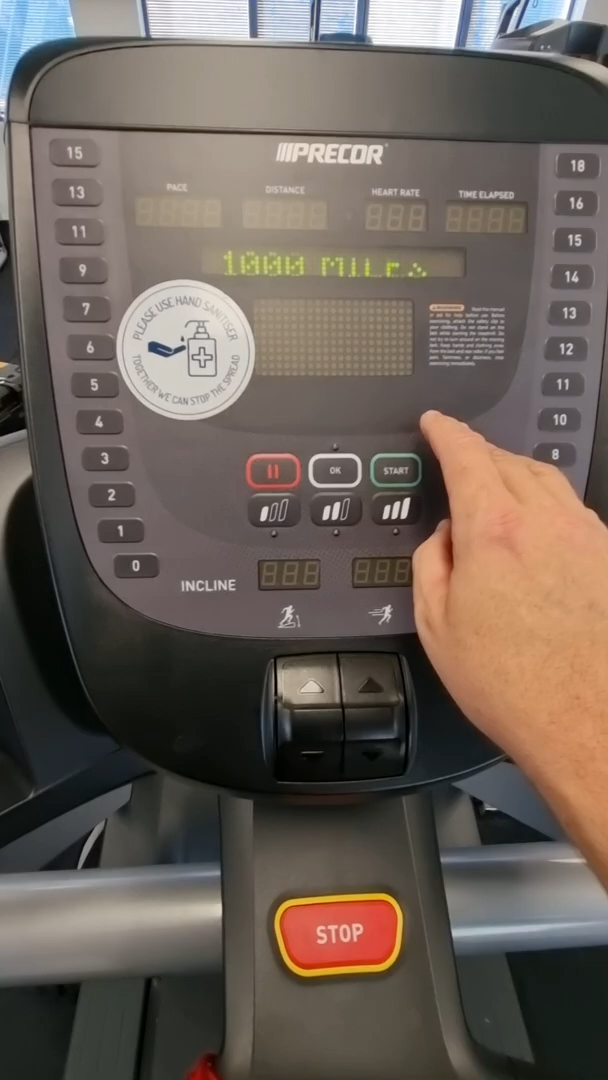 PRECOR
PACE
DISTANCE
HEART RATE
TIME ELAPSED
1000 Miles
PLEASE USE HAND SANITISER
TOGETHER WE CAN STOP THE SPREAD
15
13
11
9
7
6
5
4
3
2
1
0
18
16
15
14
13
12
11
10
8
OK
START
INCLINE
STOP